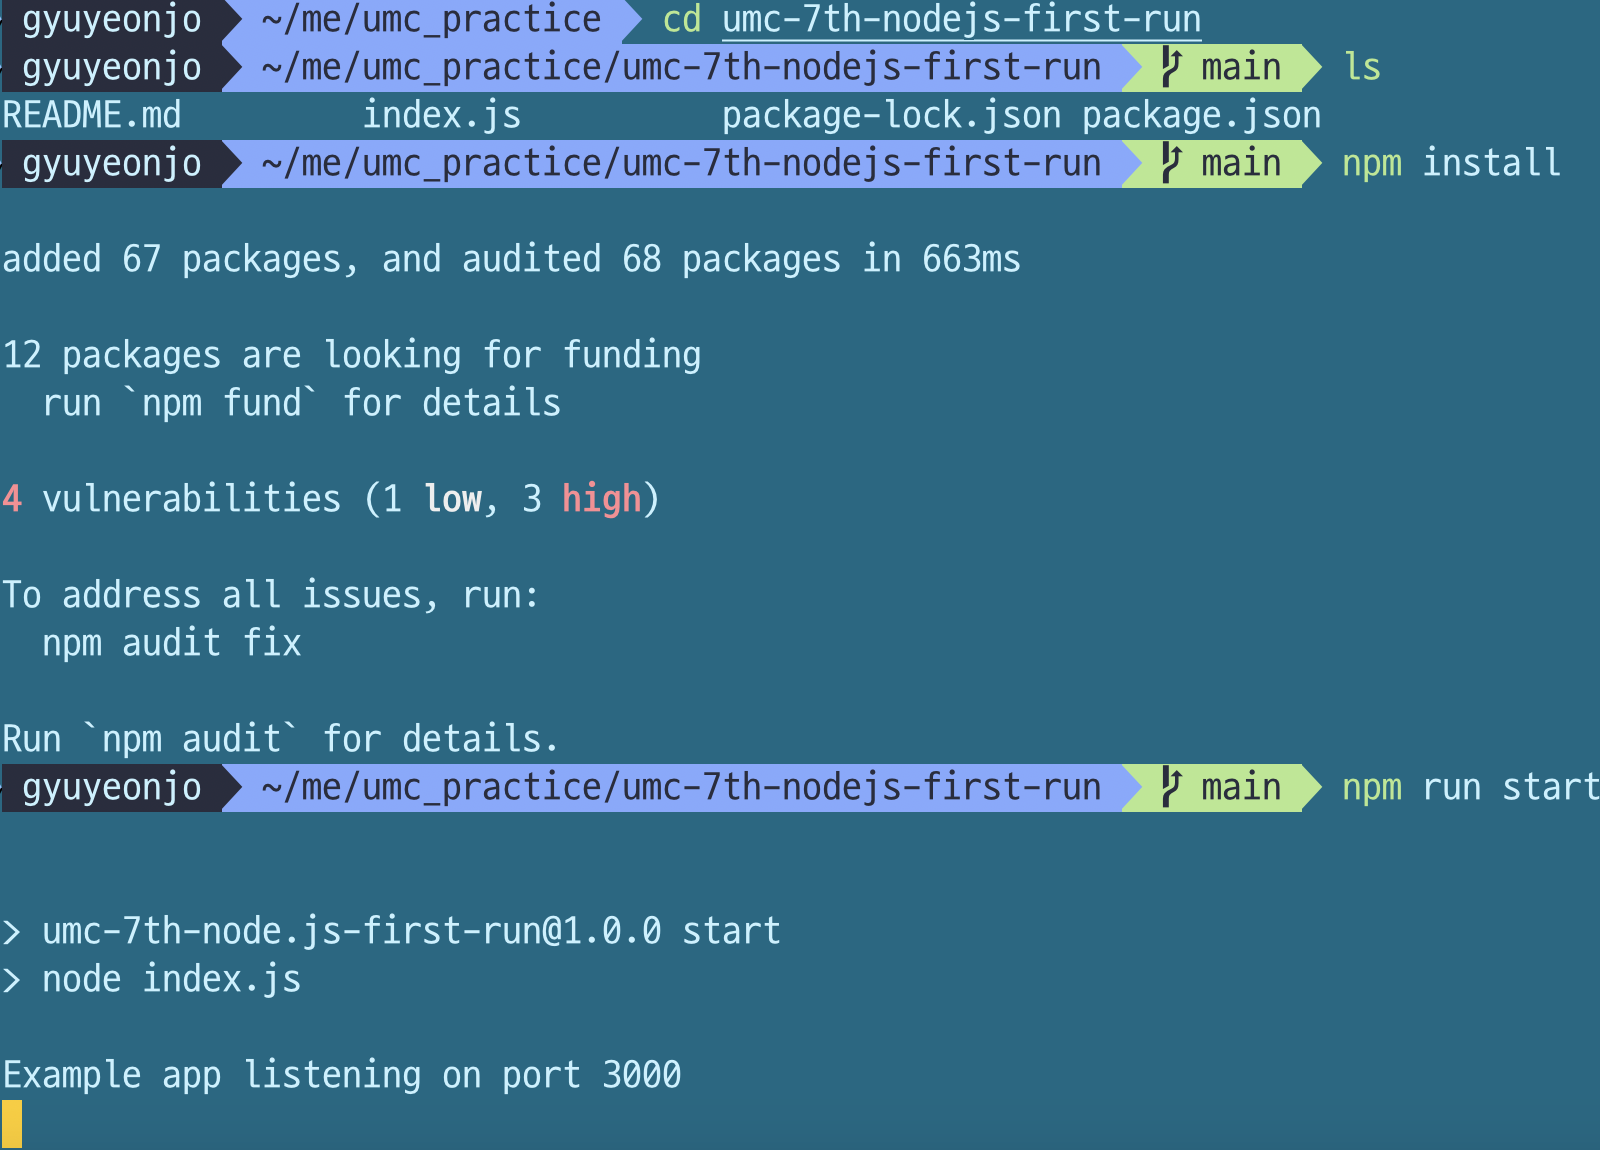 gyuyeonjo ~/me/umc_practice cd umc-7th-nodejs-first-run
gyuyeonjo ~/me/umc_practice/umc-7th-nodejs-first-run main ls
README.md index.js package-lock.json package.json
gyuyeonjo ~/me/umc_practice/umc-7th-nodejs-first-run main npm install
added 67 packages, and audited 68 packages in 663ms
12 packages are looking for funding
run `npm fund` for details
4 vulnerabilities (1 low, 3 high)
To address all issues, run:
npm audit fix
Run `npm audit` for details.
gyuyeonjo ~/me/umc_practice/umc-7th-nodejs-first-run main npm run start
> umc-7th-node.js-first-run@1.0.0 start
> node index.js
Example app listening on port 3000